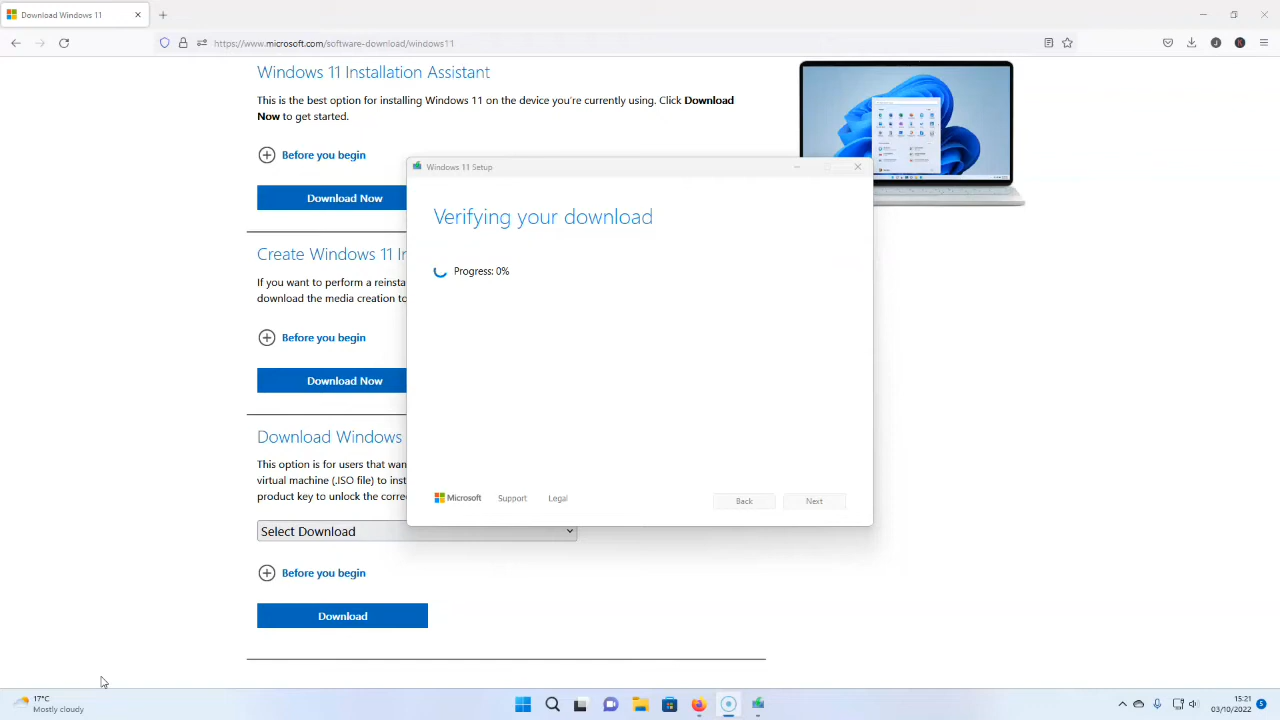 Download Windows 11
https://www.microsoft.com/software-download/windows11
Windows 11 Installation Assistant
This is the best option for installing Windows 11 on the device you're currently using. Click Download
Now to get started.
Before you begin
Download Now
Create Windows 11 In
If you want to perform a reinsta
download the media creation to
Before you begin
Download Now
Download Windows
This option is for users that wan
virtual machine (.ISO file) to inst
product key to unlock the corre
Select Download
Before you begin
Download
Windows 11 Setup
Verifying your download
Progress: 0%
Microsoft Support Legal
Back Next
17°C
Mostly cloudy
15:21
03/10/2022
5